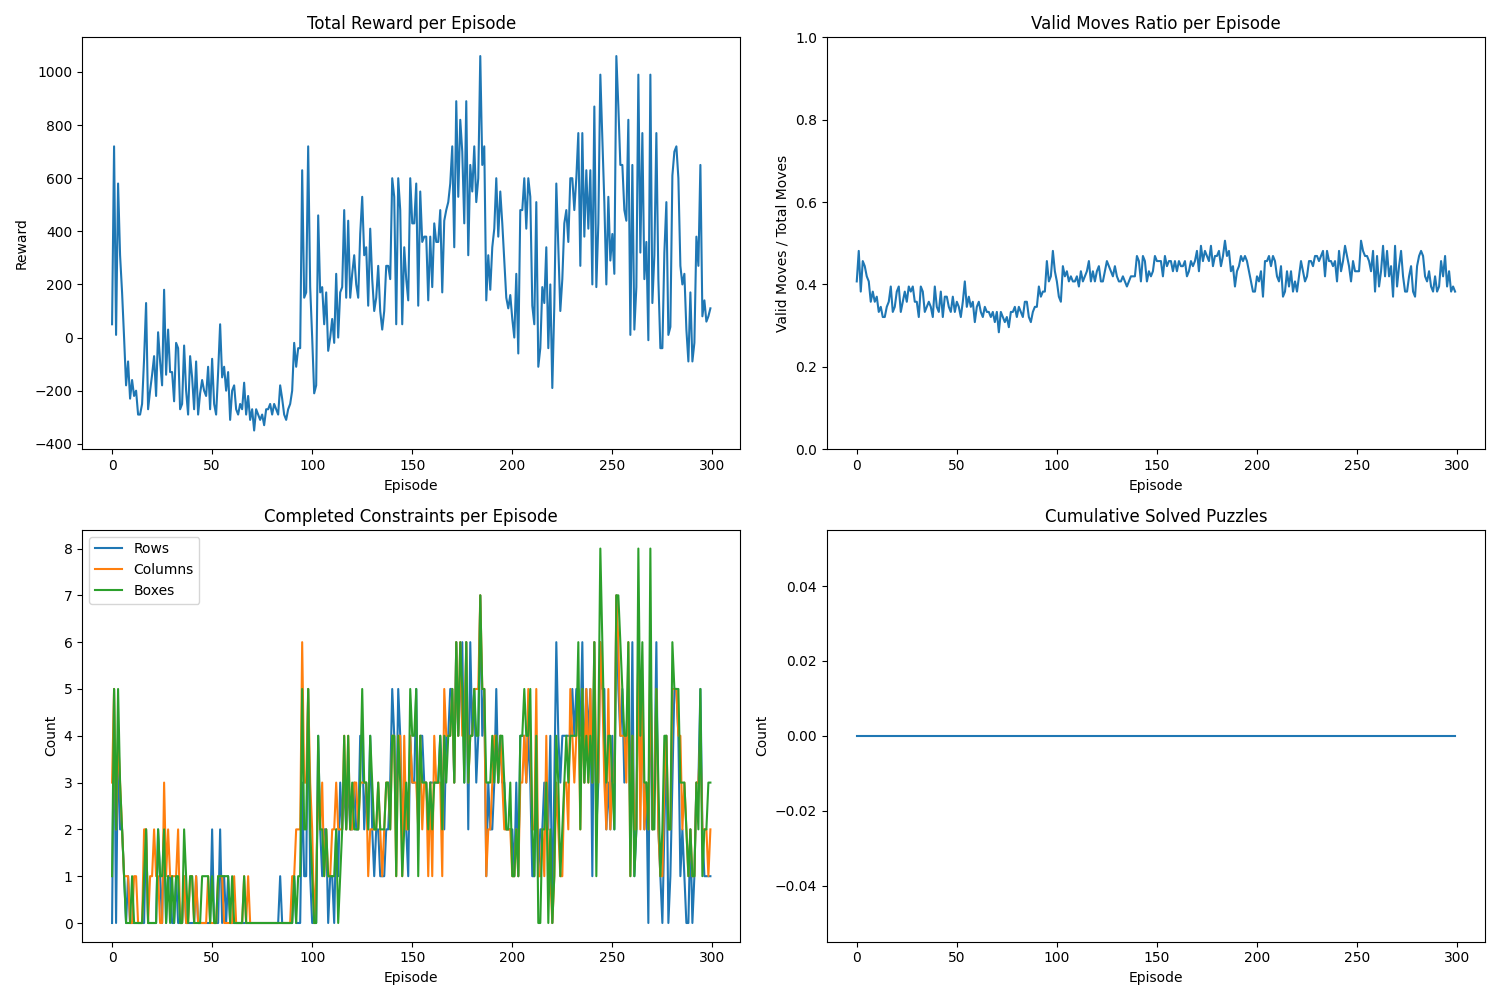 Total Reward per Episode
Reward
1000
800
600
400
200
0
−200
−400
0 50 100 150 200 250 300
Episode
Valid Moves Ratio per Episode
Valid Moves / Total Moves
1.0
0.8
0.6
0.4
0.2
0.0
0 50 100 150 200 250 300
Episode
Completed Constraints per Episode
Rows
Columns
Boxes
Count
8
7
6
5
4
3
2
1
0
0 50 100 150 200 250 300
Episode
Cumulative Solved Puzzles
Count
0.04
0.02
0.00
−0.02
−0.04
0 50 100 150 200 250 300
Episode